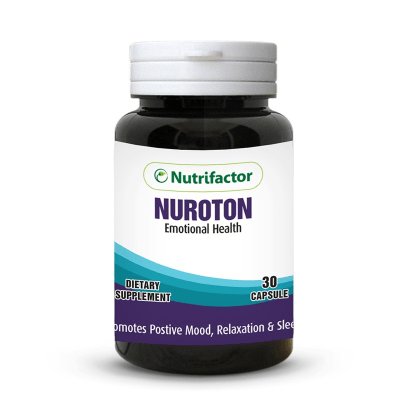 Nutrifactor
NUROTON
Emotional Health
DIETARY
SUPPLEMENT
30
CAPSULE
omotes Postive Mood, Relaxation & Slee